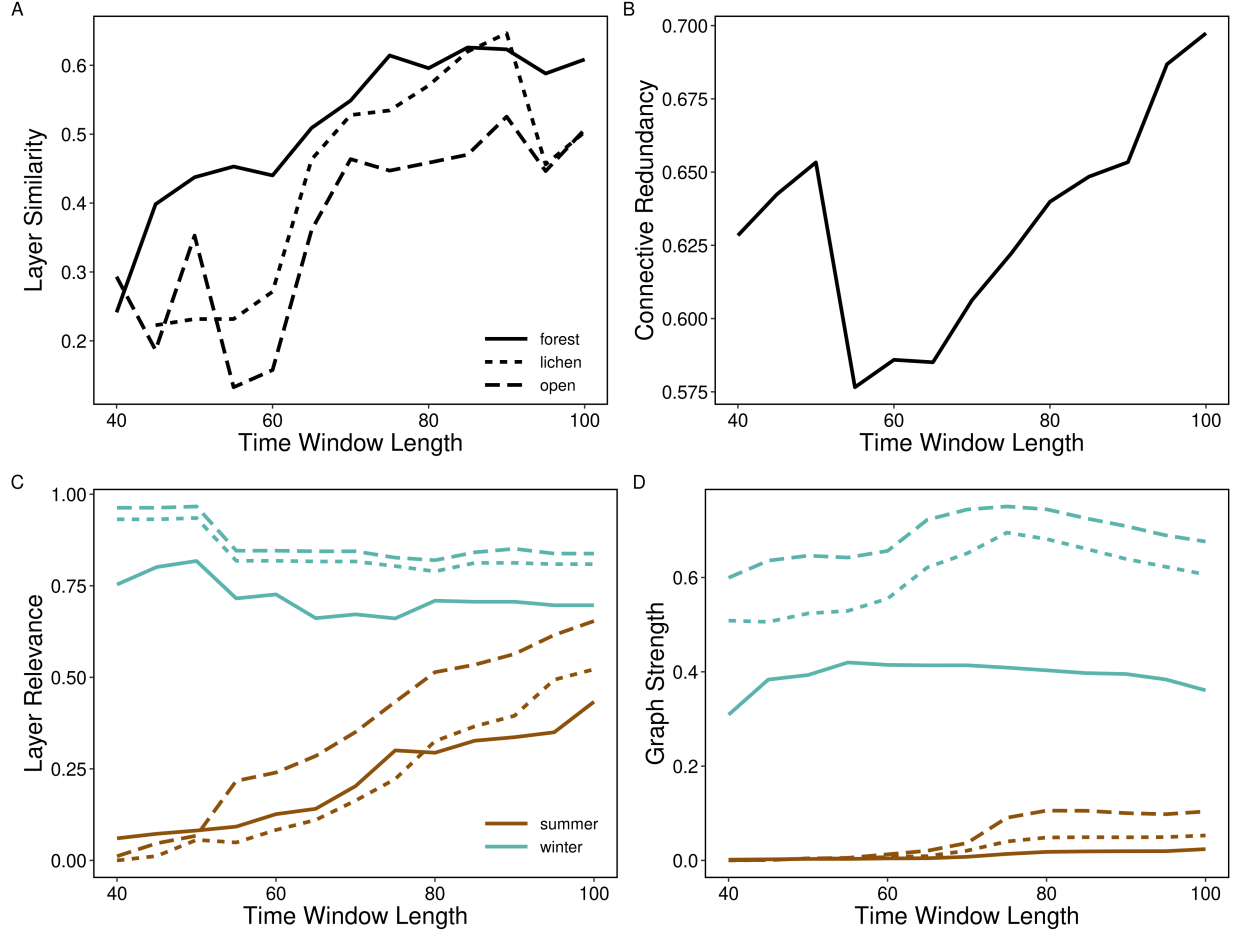 A
Layer Similarity
0.6
0.5
0.4
0.3
0.2
forest
lichen
open
40
60
80
100
Time Window Length
B
Connective Redundancy
0.700
0.675
0.650
0.625
0.600
0.575
40
60
80
100
Time Window Length
C
Layer Relevance
1.00
0.75
0.50
0.25
0.00
summer
winter
40
60
80
100
Time Window Length
D
Graph Strength
0.6
0.4
0.2
0.0
40
60
80
100
Time Window Length